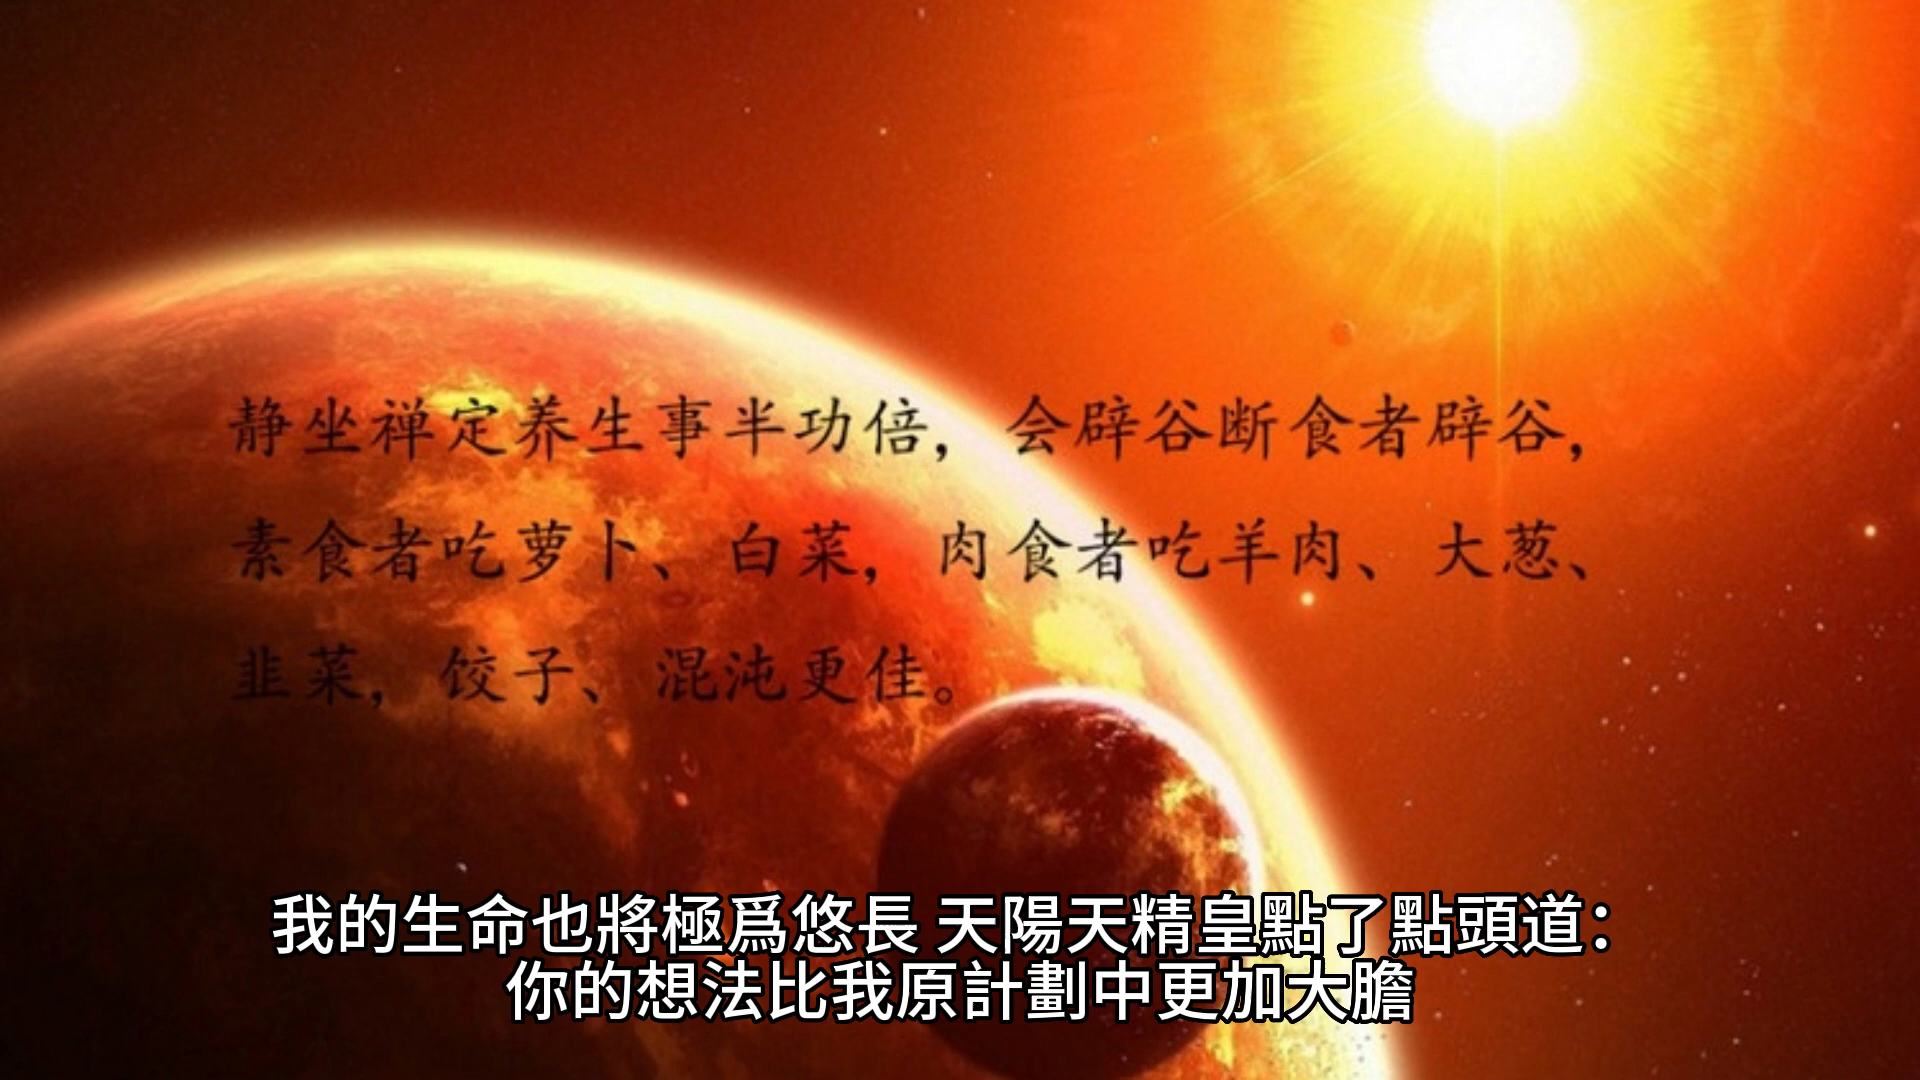 静坐禅定养生事半功倍，会辟谷断食者辟谷，
素食者吃萝卜、白菜，肉食者吃羊肉、大葱、
韭菜，饺子、混沌更佳。
我的生命也將極爲悠長 天陽天精皇點了點頭道：
你的想法比我原計劃中更加大膽